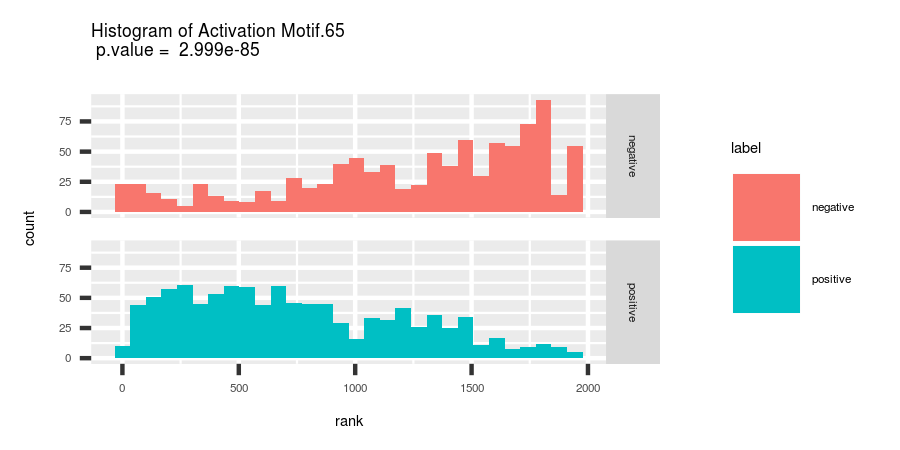 Histogram of Activation Motif.65
p.value =  2.999e-85
count
75
50
25
0
negative
75
50
25
0
positive
0
500
1000
1500
2000
rank
label
negative
positive